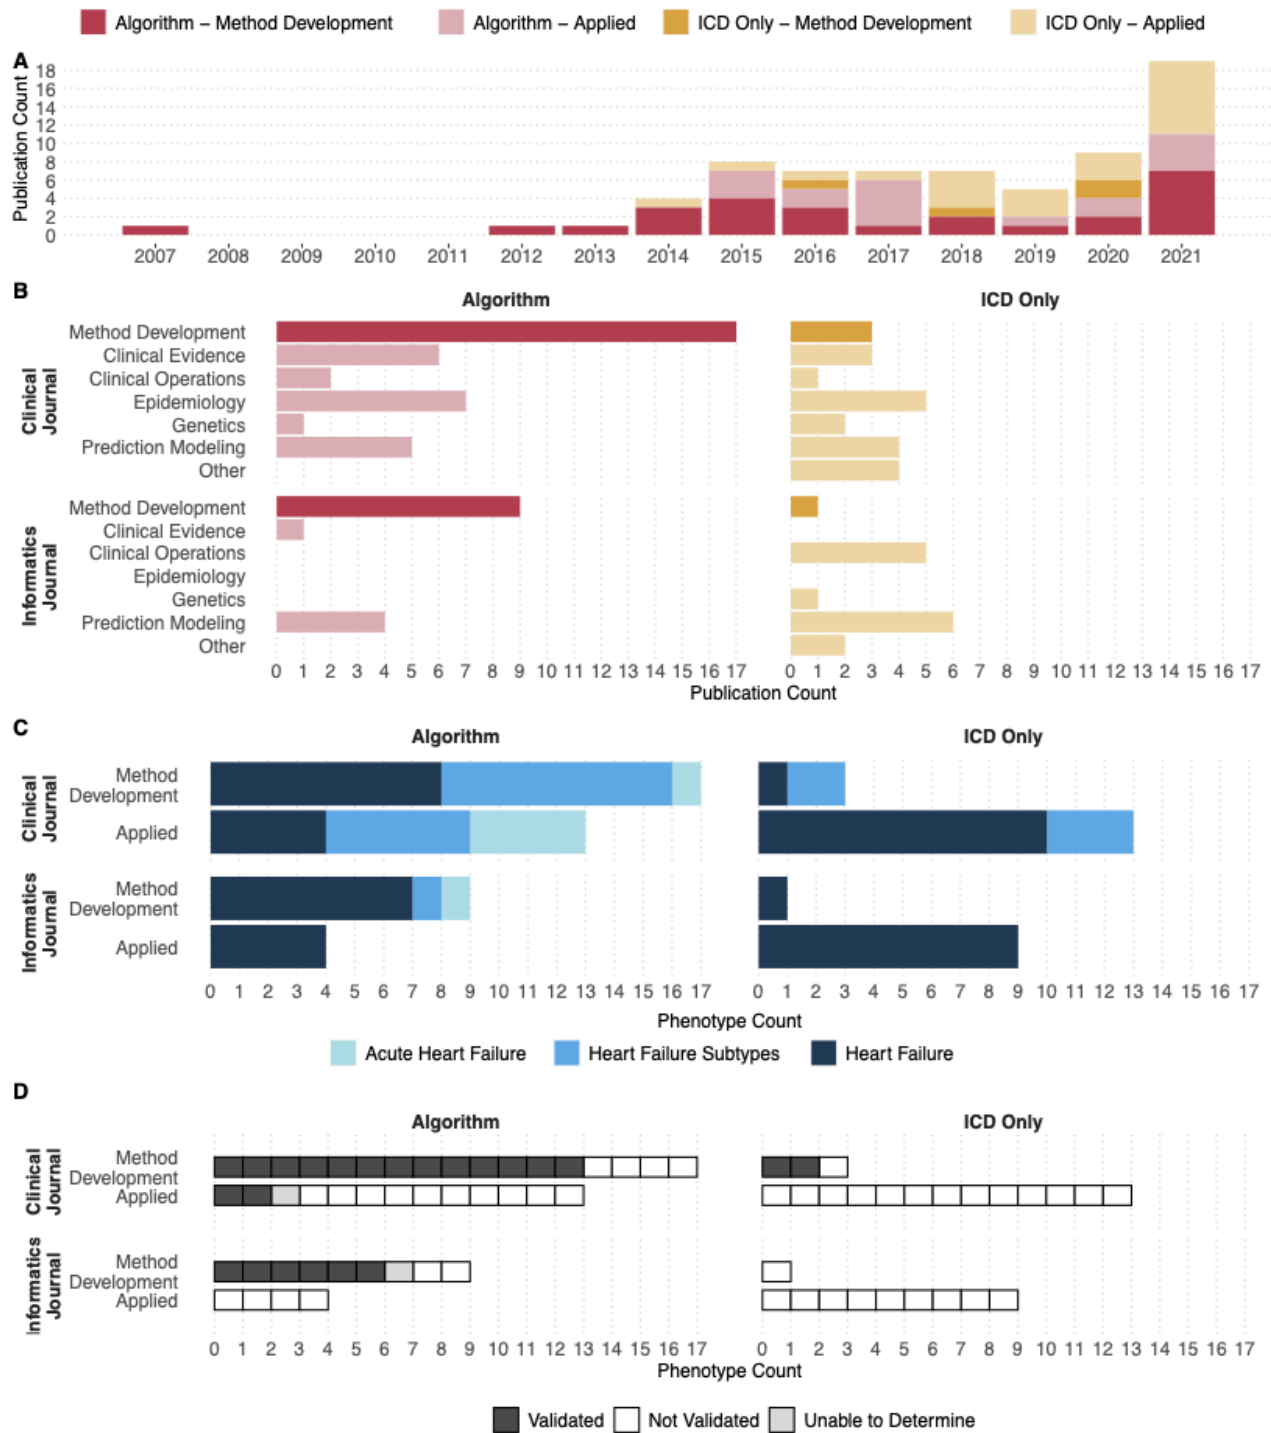 Algorithm – Method Development Algorithm – Applied ICD Only – Method Development ICD Only – Applied
A
Publication Count
18
16
14
12
10
8
6
4
2
0
2007 2008 2009 2010 2011 2012 2013 2014 2015 2016 2017 2018 2019 2020 2021
B
Algorithm ICD Only
Clinical
Journal
Method Development
Clinical Evidence
Clinical Operations
Epidemiology
Genetics
Prediction Modeling
Other
Informatics
Journal
Method Development
Clinical Evidence
Clinical Operations
Epidemiology
Genetics
Prediction Modeling
Other
0 1 2 3 4 5 6 7 8 9 10 11 12 13 14 15 16 17 0 1 2 3 4 5 6 7 8 9 10 11 12 13 14 15 16 17
Publication Count
C
Algorithm ICD Only
Clinical
Journal
Method
Development
Applied
Informatics
Journal
Method
Development
Applied
0 1 2 3 4 5 6 7 8 9 10 11 12 13 14 15 16 17 0 1 2 3 4 5 6 7 8 9 10 11 12 13 14 15 16 17
Phenotype Count
Acute Heart Failure Heart Failure Subtypes Heart Failure
D
Algorithm ICD Only
Clinical
Journal
Method
Development
Applied
Informatics
Journal
Method
Development
Applied
0 1 2 3 4 5 6 7 8 9 10 11 12 13 14 15 16 17 0 1 2 3 4 5 6 7 8 9 10 11 12 13 14 15 16 17
Phenotype Count
Validated Not Validated Unable to Determine